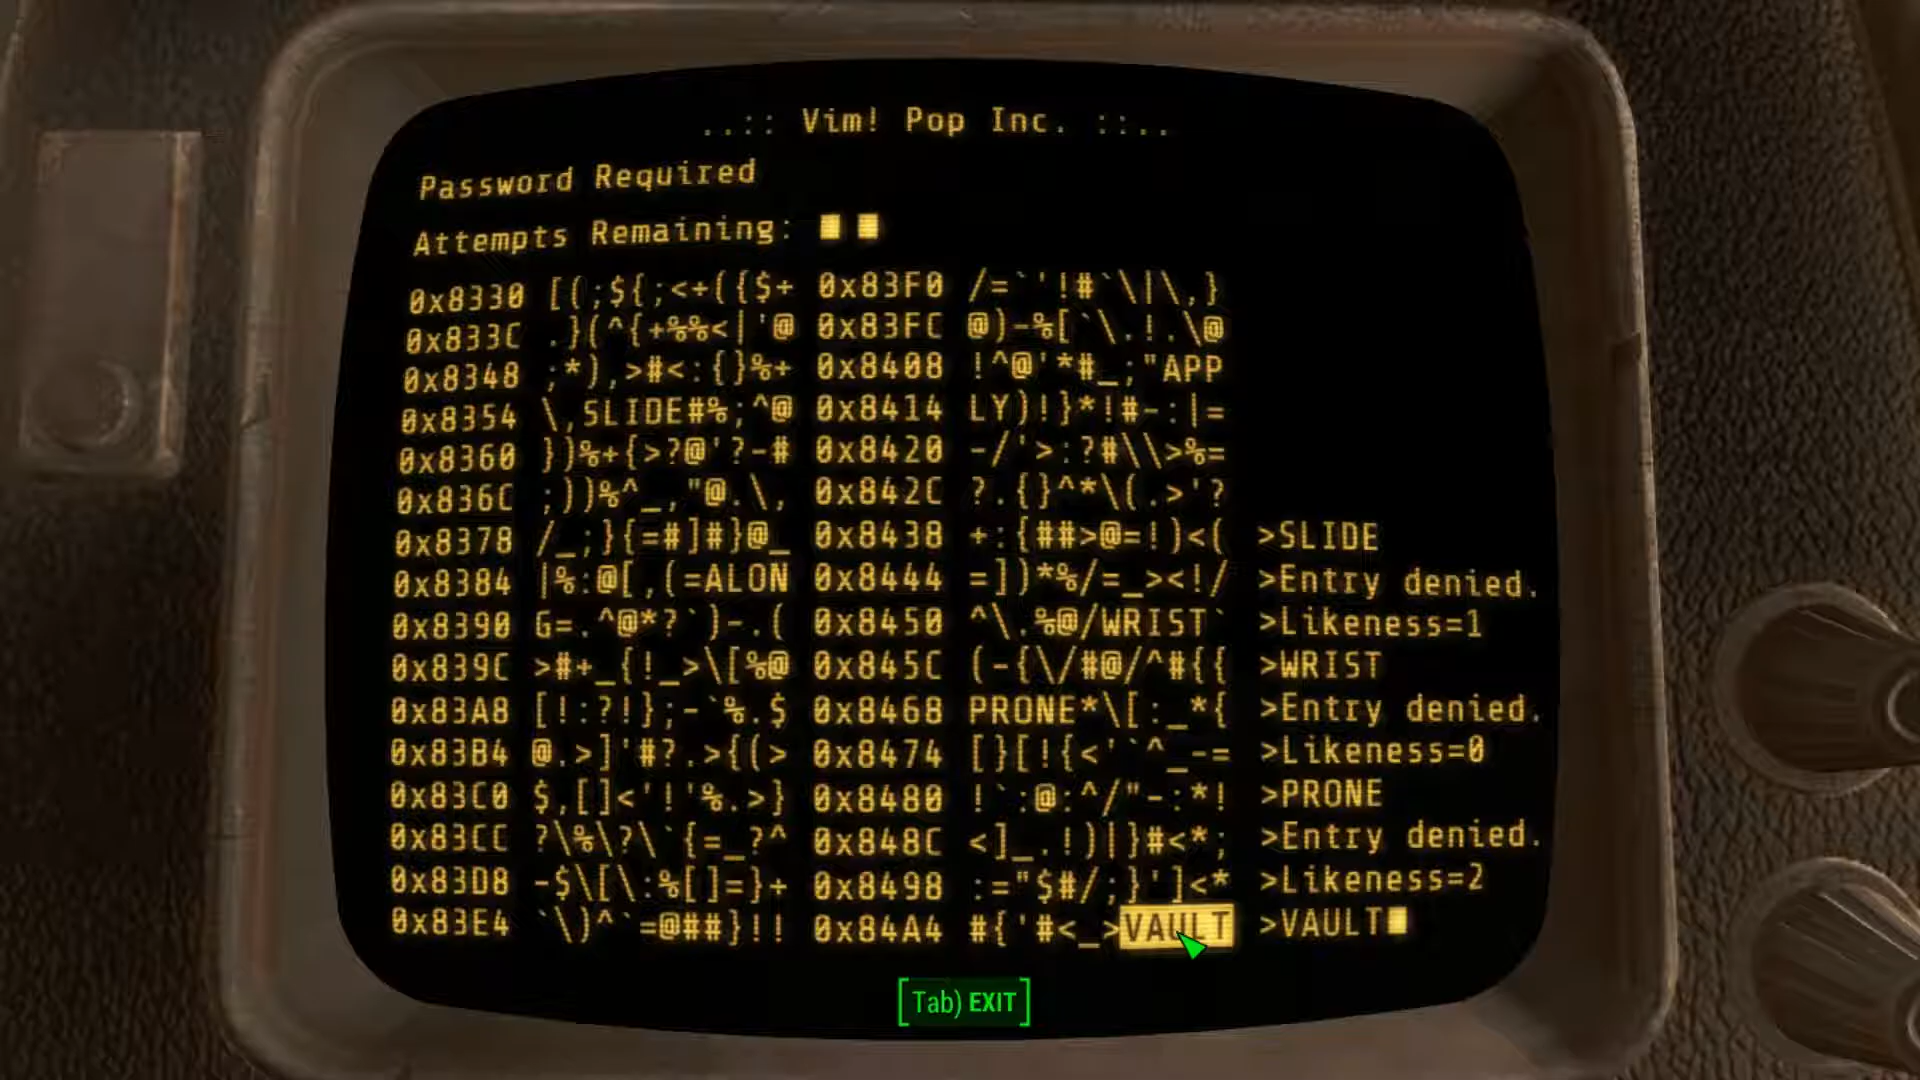 ..:: Vim! Pop Inc. ::..
Password Required
Attempts Remaining:
0x8330 [(;${;<+({$+ 0x83F0 /=`'!#`\|\,}
0x833C .}(^{+%%<|'@ 0x83FC @)-%[`\.!.\@
0x8348 ;*),>#<:{}%+ 0x8408 !^@'*#_;"APP
0x8354 \,SLIDE#%;^@ 0x8414 LY)!}*!#-:|=
0x8360 })%+{>?@'?-# 0x8420 -/'>:?#\\>%=
0x836C ;))%^_,"@.\, 0x842C ?.{}^*\(.>'?
0x8378 /_;}{=#]#}@_ 0x8438 +:{##>@=!)<( >SLIDE
0x8384 |%:@[,(=ALON 0x8444 =])*%/=_><!/ >Entry denied.
0x8390 G=.^@*?`)-.( 0x8450 ^\.%@/WRIST` >Likeness=1
0x839C >#+_{!_>\[%@ 0x845C (-{\/#@/^#{{ >WRIST
0x83A8 [!:?!};-`%.$ 0x8468 PRONE*\[:_*{ >Entry denied.
0x83B4 @.>]'#?.>{(> 0x8474 [}[!{<'`^_-= >Likeness=0
0x83C0 $,[]<'!'%.>} 0x8480 !`:@:^/"-:*! >PRONE
0x83CC ?\%\?\`{=_?^ 0x848C <]_.!)|}#<*; >Entry denied.
0x83D8 -$\[\:%[]=}+ 0x8498 :="$#/;}']<* >Likeness=2
0x83E4 `\)^`=@##}!! 0x84A4 #{'#<_>VAULT >VAULT
Tab) EXIT